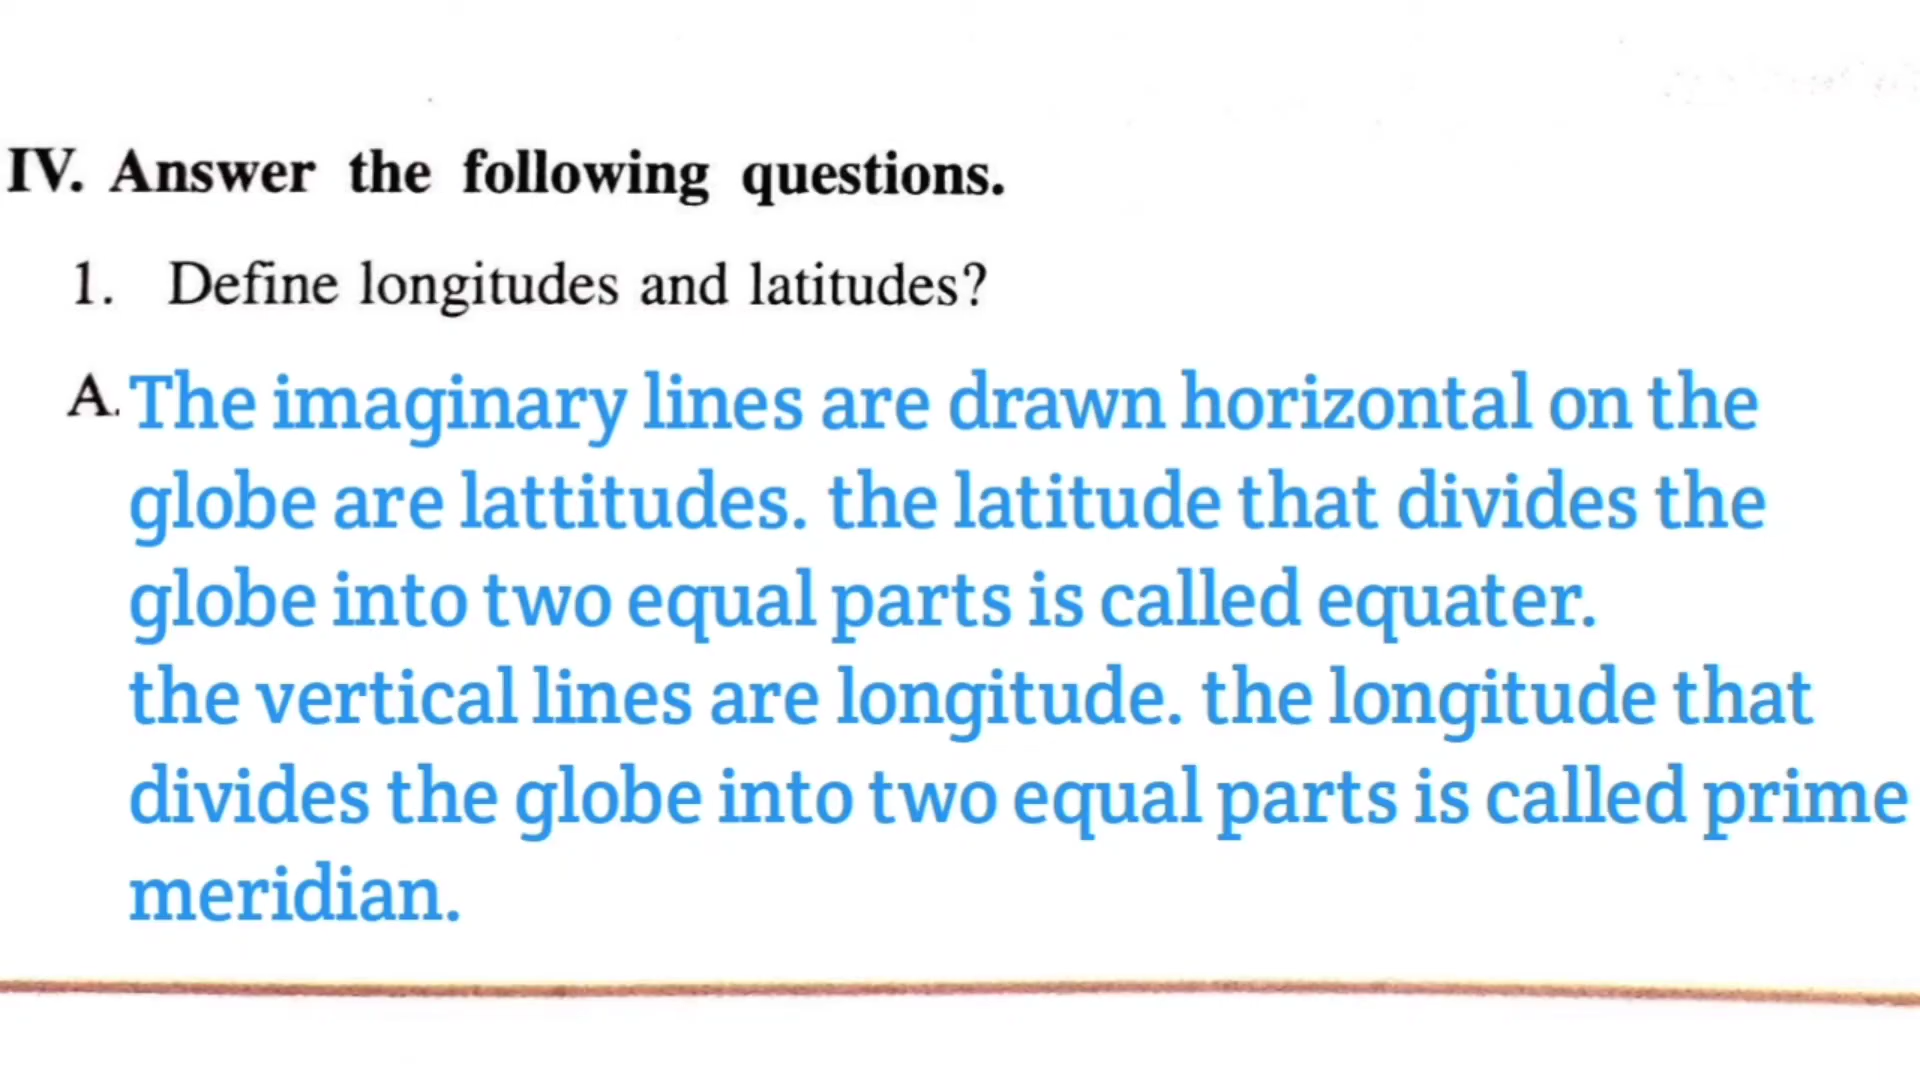 IV. Answer the following questions.
1. Define longitudes and latitudes?
A. The imaginary lines are drawn horizontal on the
globe are lattitudes. the latitude that divides the
globe into two equal parts is called equater.
the vertical lines are longitude. the longitude that
divides the globe into two equal parts is called prime
meridian.